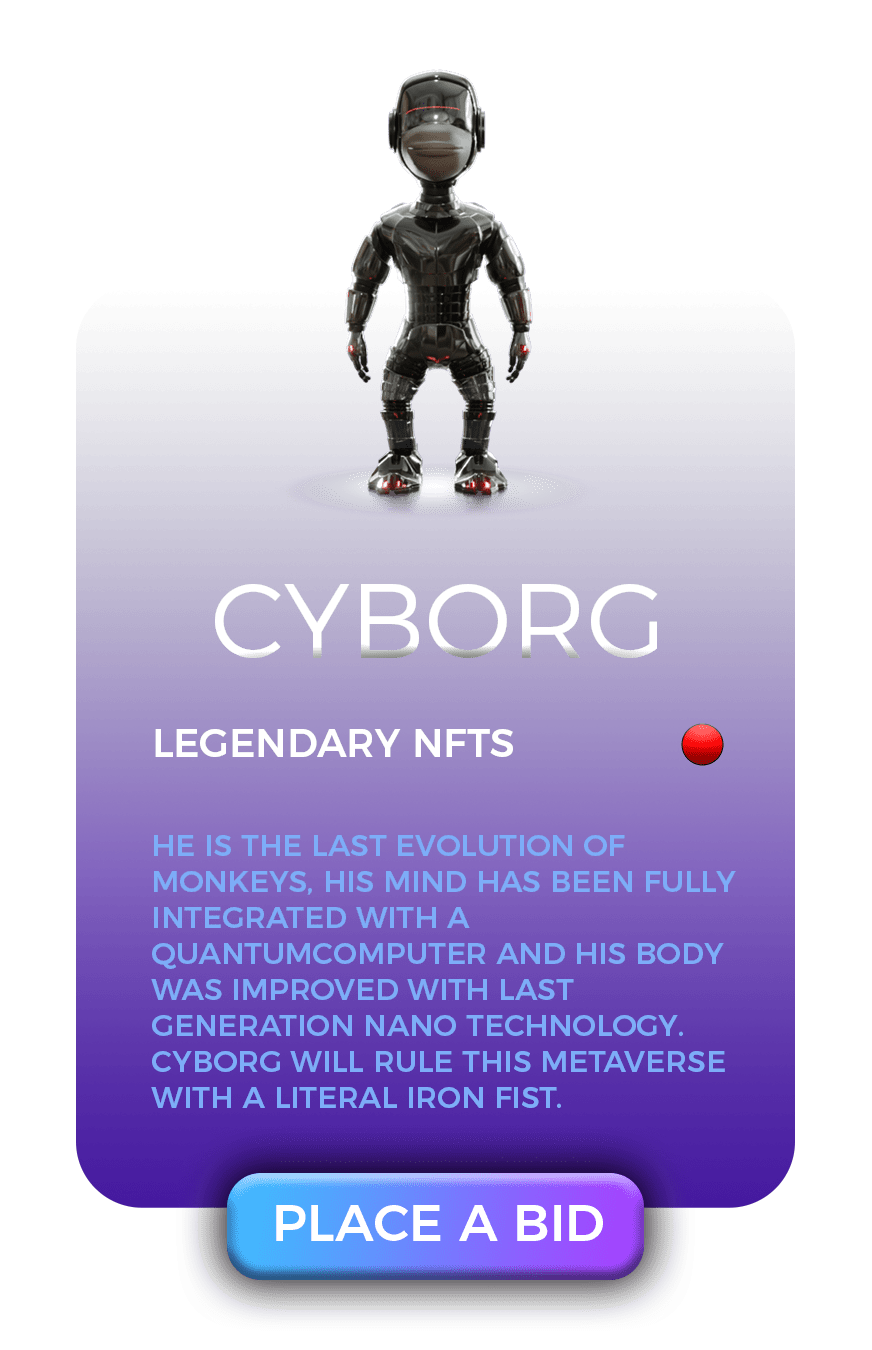 CYBORG
LEGENDARY NFTS
HE IS THE LAST EVOLUTION OF
MONKEYS, HIS MIND HAS BEEN FULLY
INTEGRATED WITH A
QUANTUMCOMPUTER AND HIS BODY
WAS IMPROVED WITH LAST
GENERATION NANO TECHNOLOGY.
CYBORG WILL RULE THIS METAVERSE
WITH A LITERAL IRON FIST.
PLACE A BID